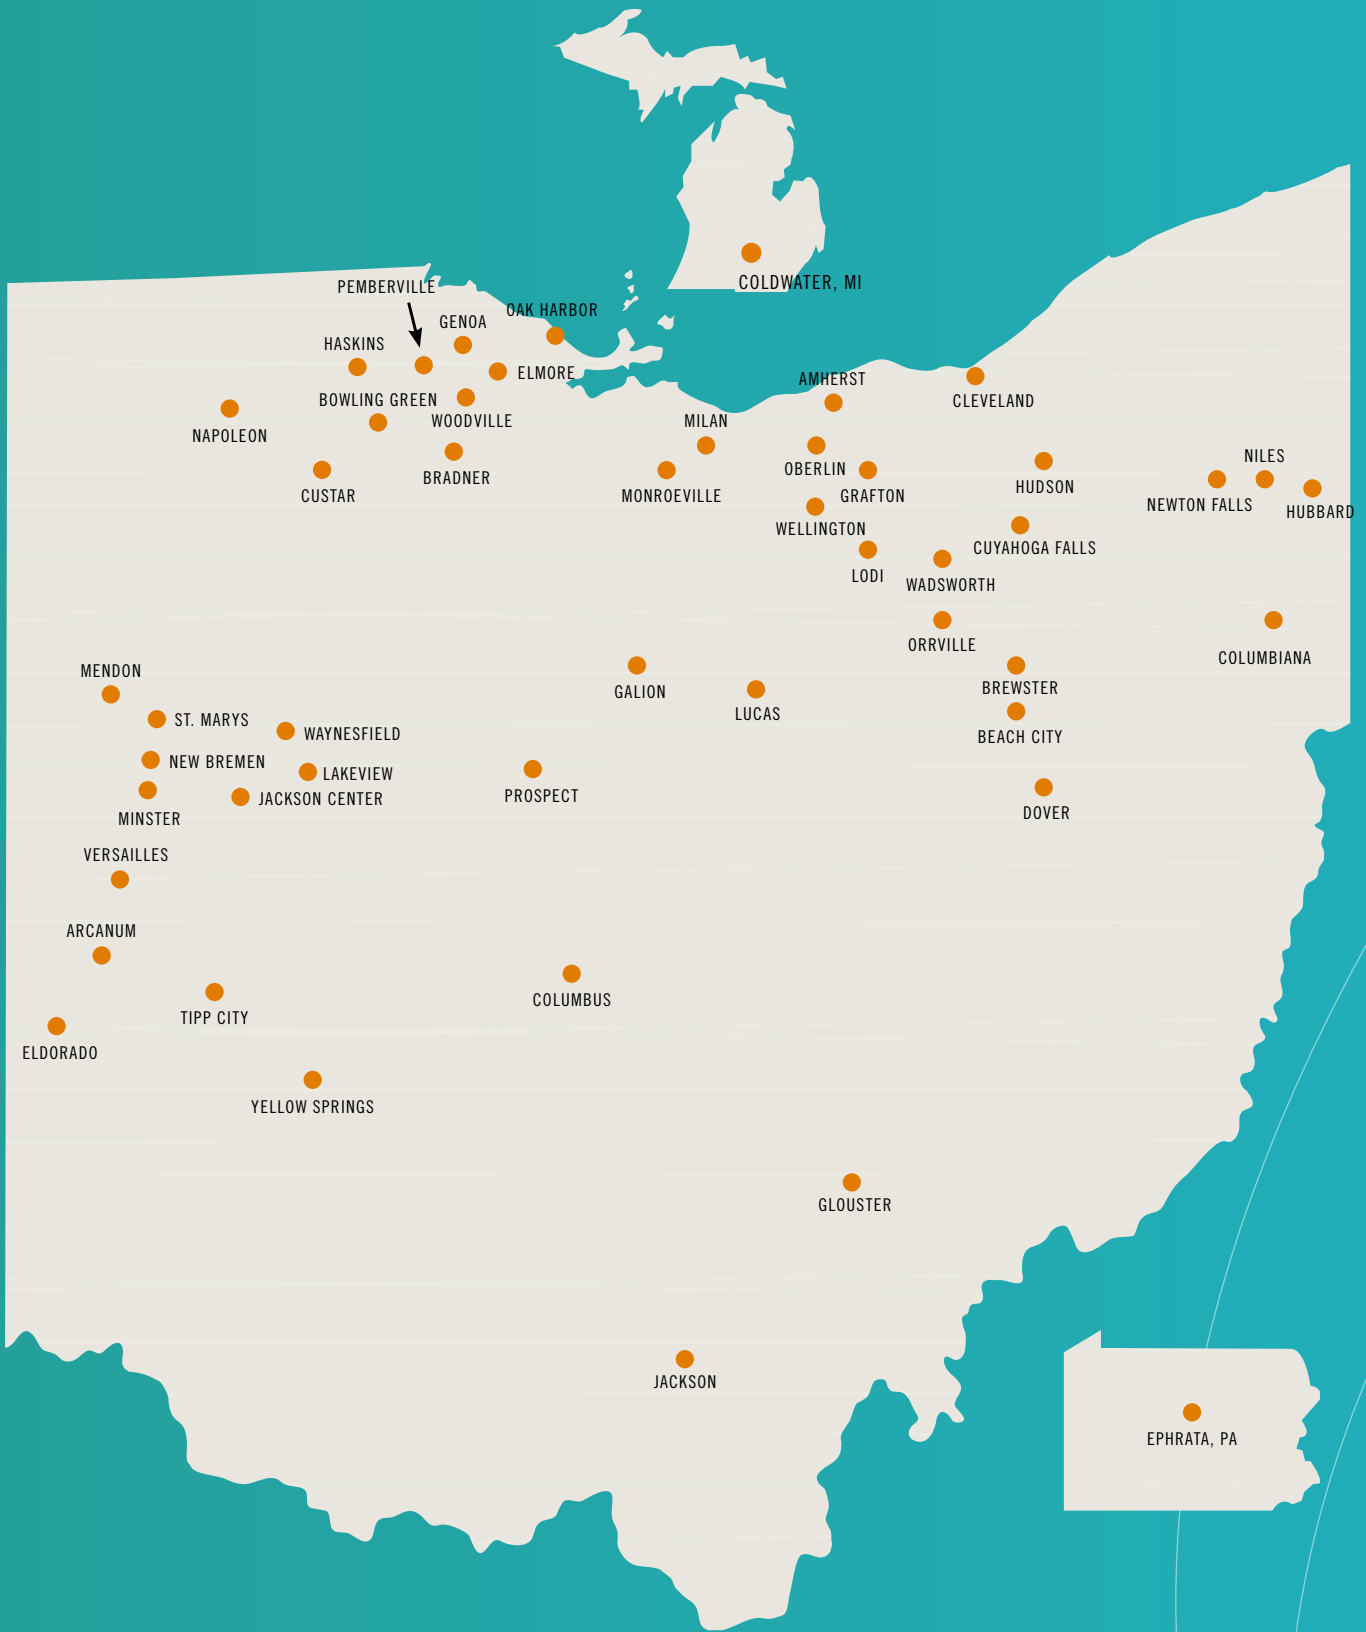 COLDWATER, MI
PEMBERVILLE
OAK HARBOR
GENOA
HASKINS
ELMORE
AMHERST
BOWLING GREEN
CLEVELAND
WOODVILLE
MILAN
NAPOLEON
NILES
OBERLIN
BRADNER
HUDSON
CUSTAR
MONROEVILLE
GRAFTON
NEWTON FALLS
HUBBARD
WELLINGTON
CUYAHOGA FALLS
LODI
WADSWORTH
ORRVILLE
COLUMBIANA
MENDON
BREWSTER
GALION
LUCAS
ST. MARYS
WAYNESFIELD
BEACH CITY
NEW BREMEN
LAKEVIEW
PROSPECT
JACKSON CENTER
DOVER
MINSTER
VERSAILLES
ARCANUM
COLUMBUS
TIPP CITY
ELDORADO
YELLOW SPRINGS
GLOUSTER
JACKSON
EPHRATA, PA